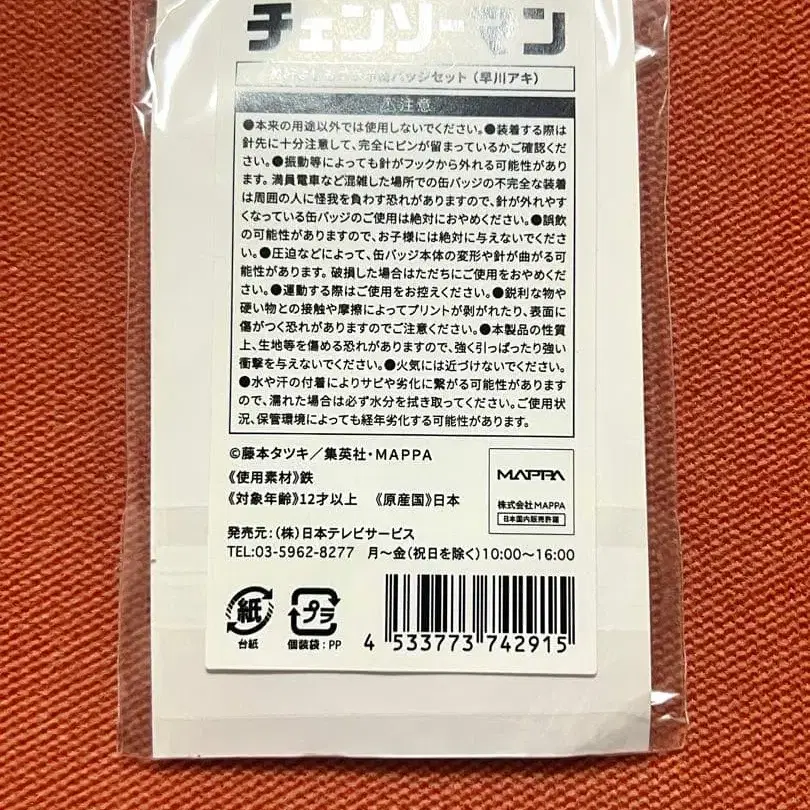 チェンソーマン
缶バッジセット（早川アキ）
⚠注意
●本来の用途以外では使用しないでください。●装着する際は
針先に十分注意して、完全にピンが留まっているかご確認くだ
さい。●振動等によっても針がフックから外れる可能性があり
ます。満員電車など混雑した場所での缶バッジの不完全な装着
は周囲の人に怪我を負わす恐れがありますので、針が外れやす
くなっている缶バッジのご使用は絶対におやめください。●誤飲
の可能性がありますので、お子様には絶対に与えないでくださ
い。●圧迫などによって、缶バッジ本体の変形や針が曲がる可
能性があります。破損した場合はただちにご使用をおやめくだ
さい。●運動する際はご使用をお控えください。●鋭利な物や
硬い物との接触や摩擦によってプリントが剥がれたり、表面に
傷がつく恐れがありますのでご注意ください。●本製品の性質
上、生地等を傷める恐れがありますので、強く引っぱったり強い
衝撃を与えないでください。●火気には近づけないでください。
●水や汗の付着によりサビや劣化に繋がる可能性があります
ので、濡れた場合は必ず水分を拭き取ってください。ご使用状
況、保管環境によっても経年劣化する可能性があります。
©藤本タツキ／集英社・MAPPA
《使用素材》鉄
《対象年齢》12才以上 《原産国》日本
MAPPA
株式会社MAPPA
日本国内販売許諾
発売元：（株）日本テレビサービス
TEL:03-5962-8277 月～金（祝日を除く）10:00～16:00
紙
台紙
プラ
個装袋：PP
4 533773 742915